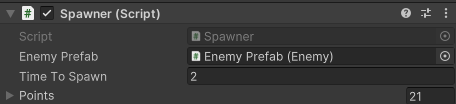 Spawner (Script)
Script Spawner
Enemy Prefab Enemy Prefab (Enemy)
Time To Spawn 2
Points 21